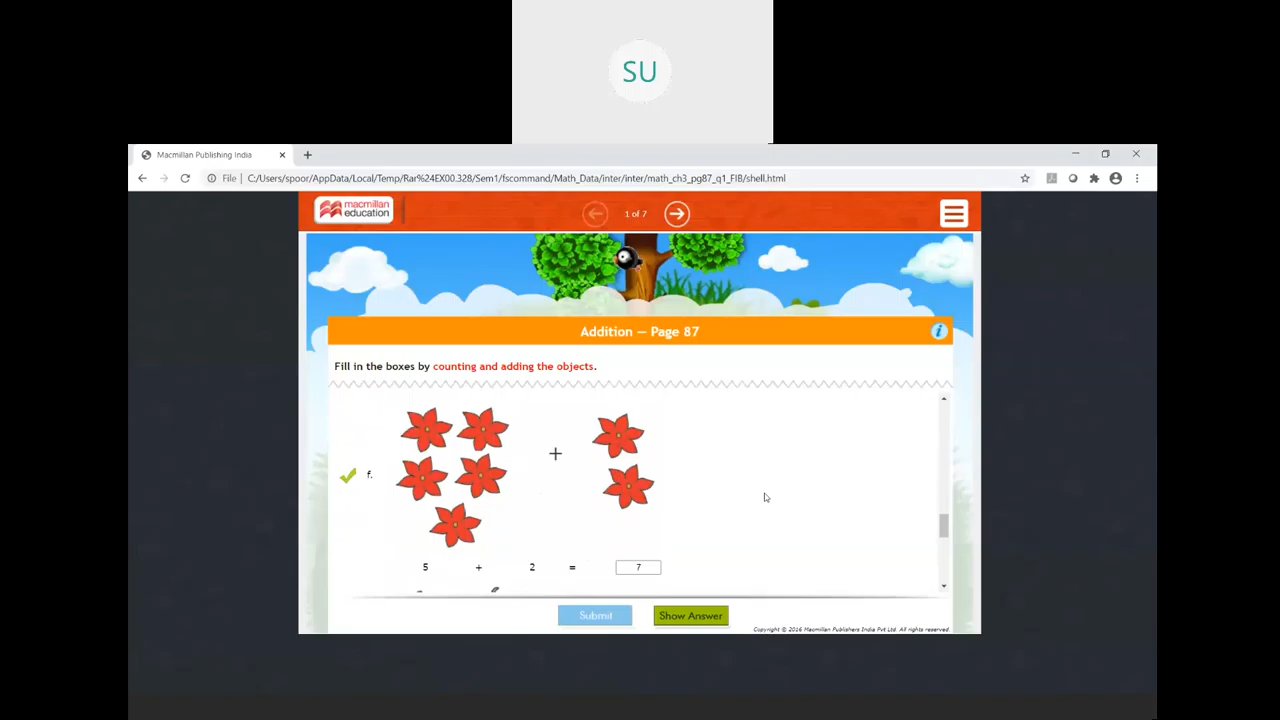 SU
Macmillan Publishing India
File | C:/Users/spoor/AppData/Local/Temp/Rar%24EX00.328/Sem1/fscommand/Math_Data/inter/inter/math_ch3_pg87_q1_FIB/shell.html
macmillan
education
1 of 7
Addition — Page 87
Fill in the boxes by counting and adding the objects.
+
f.
5 + 2 = 7
Submit
Show Answer
Copyright © 2016 Macmillan Publishers India Pvt Ltd. All rights reserved.